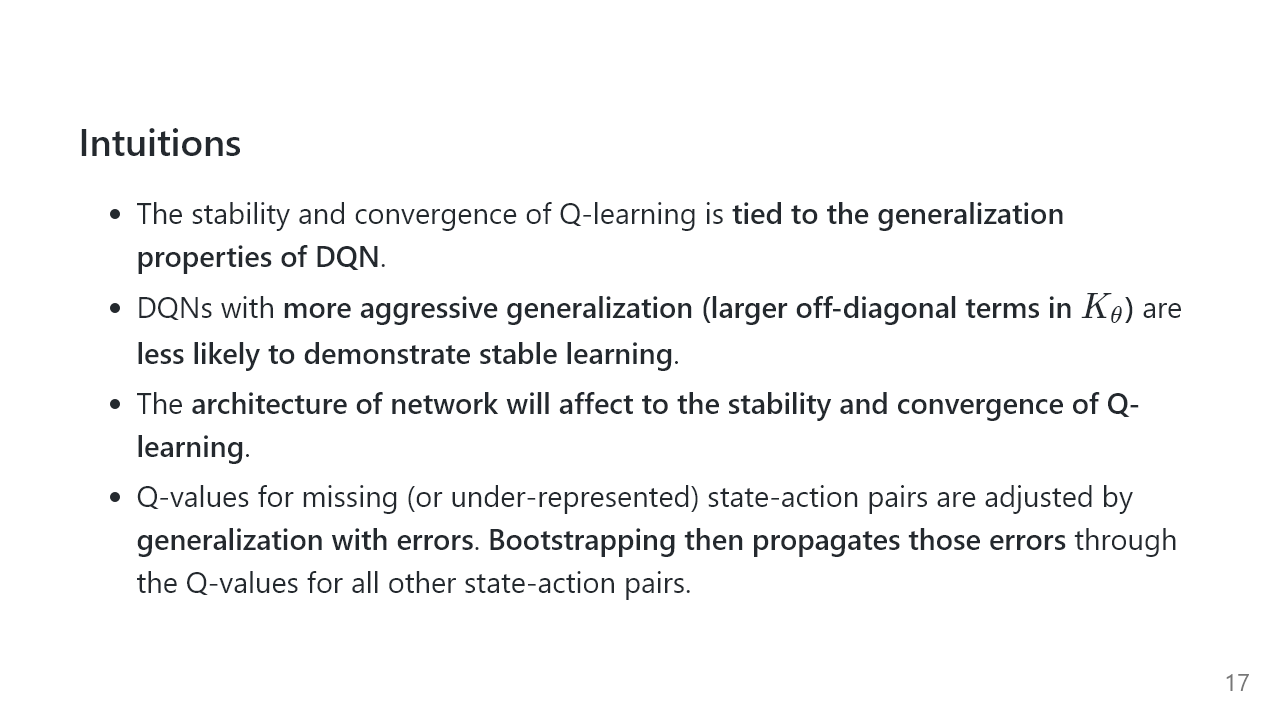 Intuitions
• The stability and convergence of Q-learning is tied to the generalization
properties of DQN.
• DQNs with more aggressive generalization (larger off-diagonal terms in $K_\theta$) are
less likely to demonstrate stable learning.
• The architecture of network will affect to the stability and convergence of Q-
learning.
• Q-values for missing (or under-represented) state-action pairs are adjusted by
generalization with errors. Bootstrapping then propagates those errors through
the Q-values for all other state-action pairs.
17